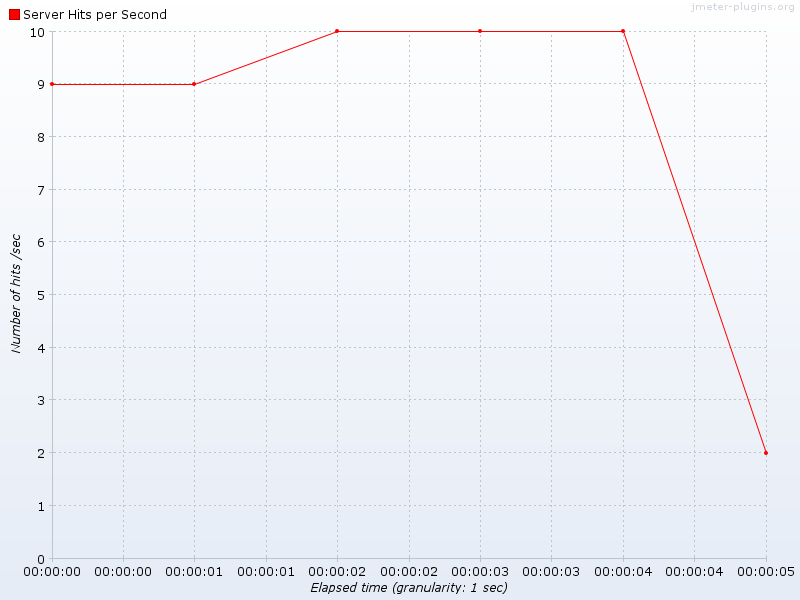 jmeter-plugins.org
Server Hits per Second
10
9
8
7
6
5
4
3
2
1
0
Number of hits /sec
00:00:00 00:00:00 00:00:01 00:00:01 00:00:02 00:00:02 00:00:03 00:00:03 00:00:04 00:00:04 00:00:05
Elapsed time (granularity: 1 sec)